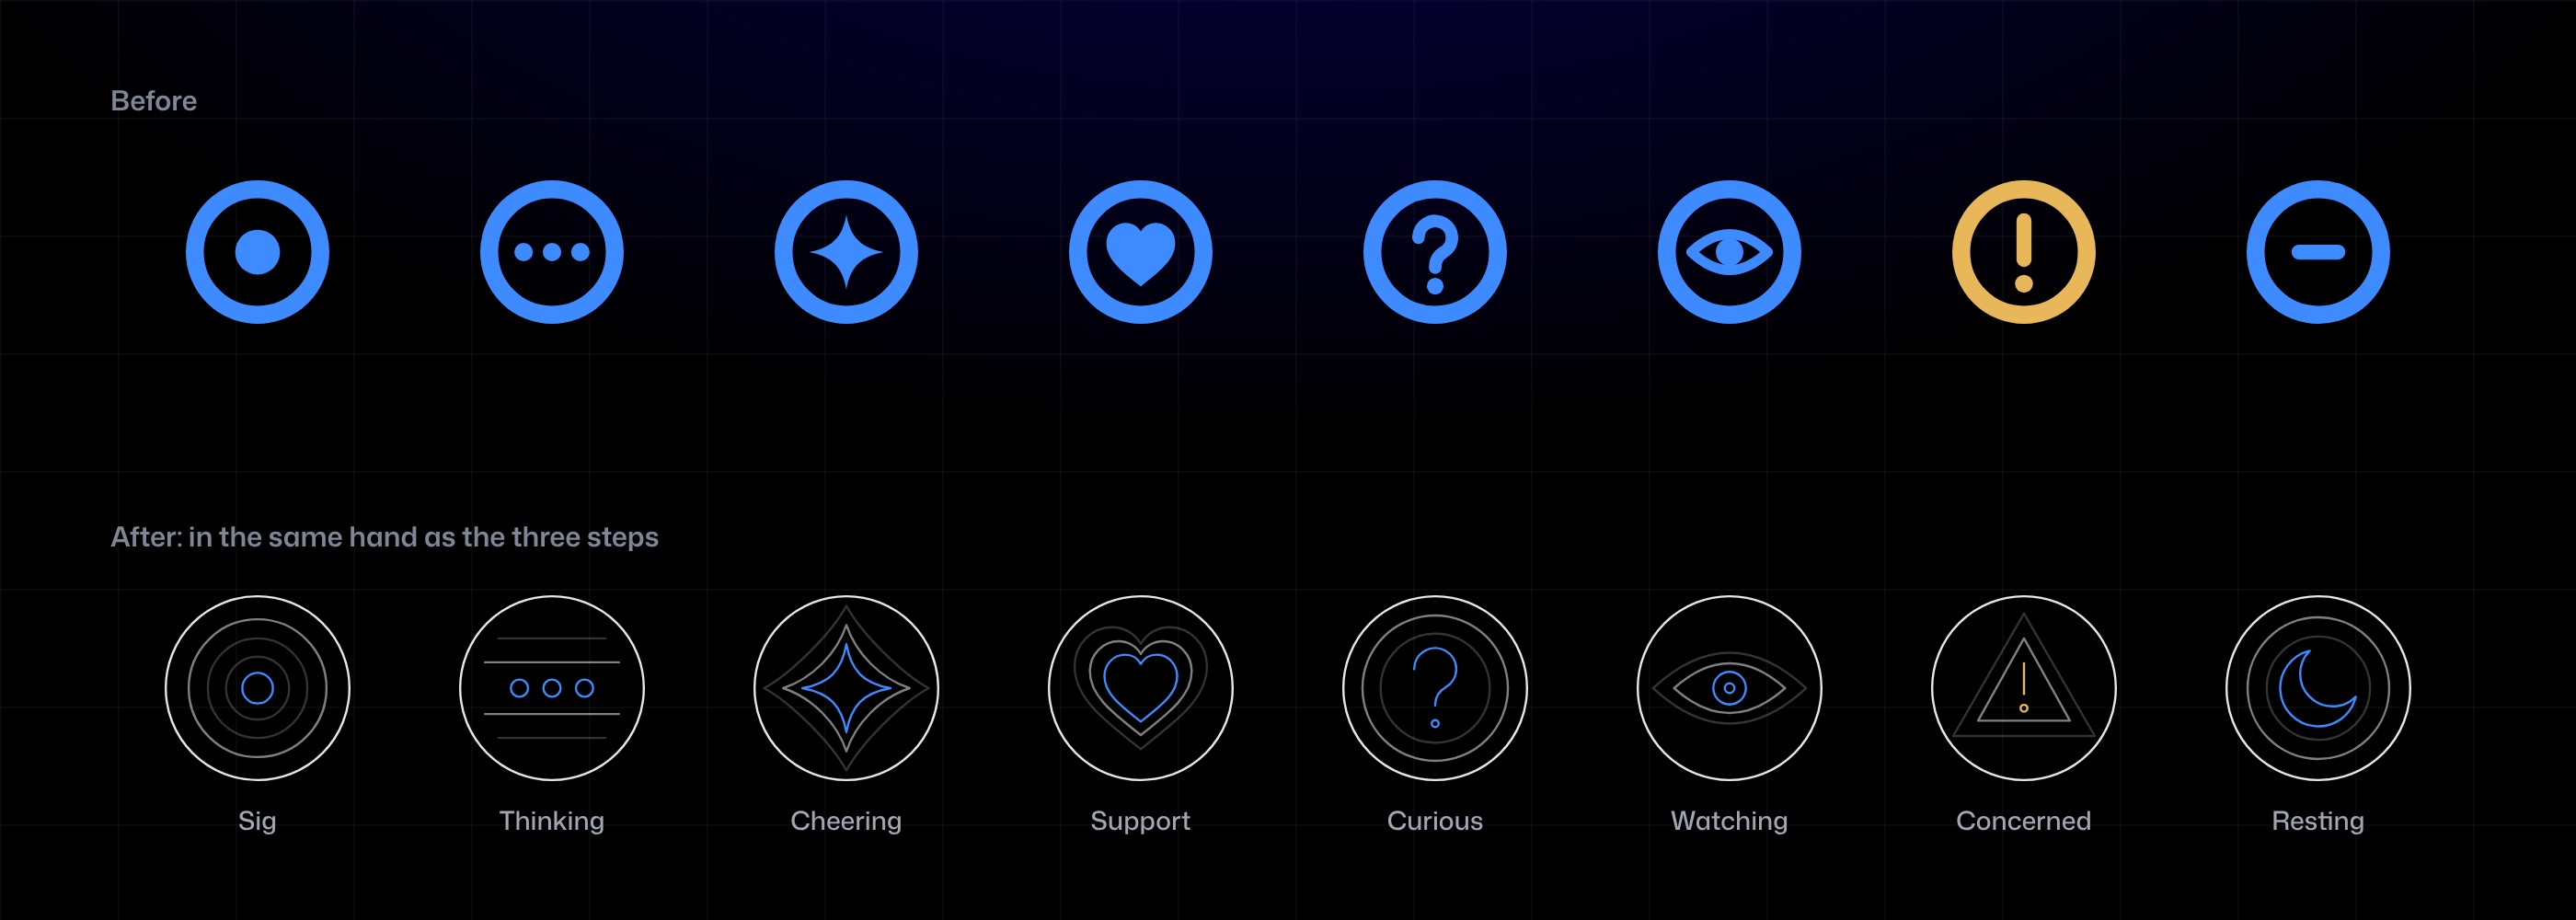 Before
After: in the same hand as the three steps
Sig
Thinking
Cheering
Support
Curious
Watching
Concerned
Resting